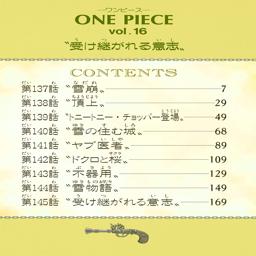 ―ワンピース―
ONE PIECE
vol.16
〝受け継がれる意志〟
CONTENTS
第137話 〝雪崩〟 7
第138話 〝頂上〟 29
第139話 〝トニートニー・チョッパー登場〟 49
第140話 〝雪の住む城〟 68
第141話 〝ヤブ医者〟 89
第142話 〝ドクロと桜〟 109
第143話 〝不器用〟 129
第144話 〝雪物語〟 149
第145話 〝受け継がれる意志〟 169